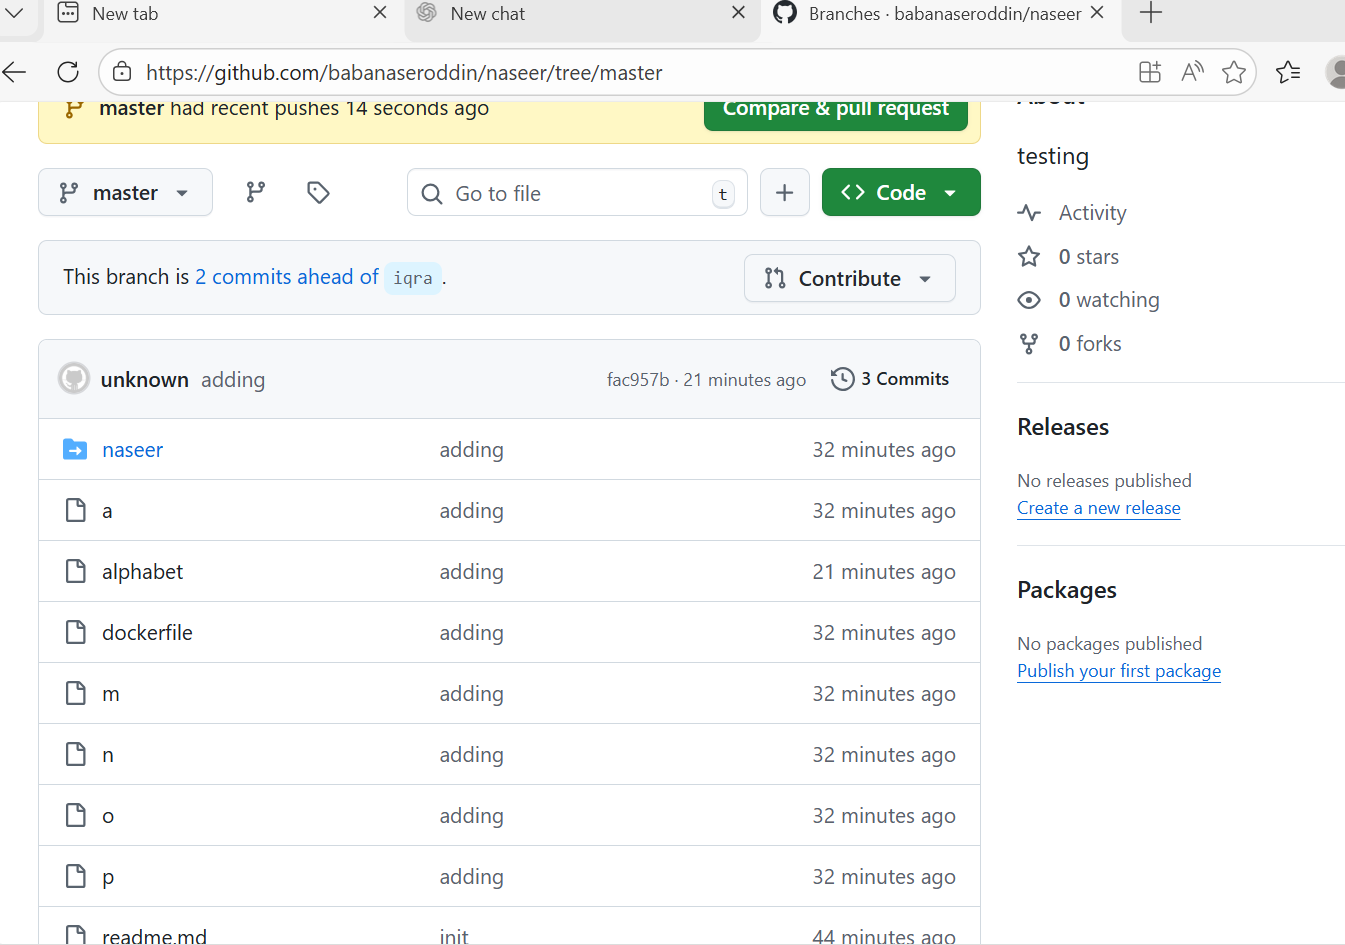 New tab
New chat
Branches · babanaseroddin/naseer
https://github.com/babanaseroddin/naseer/tree/master
master had recent pushes 14 seconds ago
Compare & pull request
About
testing
master
Go to file
t
Code
Activity
0 stars
This branch is 2 commits ahead of iqra.
Contribute
0 watching
0 forks
unknown adding fac957b · 21 minutes ago 3 Commits
naseer adding 32 minutes ago
a adding 32 minutes ago
alphabet adding 21 minutes ago
dockerfile adding 32 minutes ago
m adding 32 minutes ago
n adding 32 minutes ago
o adding 32 minutes ago
p adding 32 minutes ago
readme.md init 44 minutes ago
Releases
No releases published
Create a new release
Packages
No packages published
Publish your first package